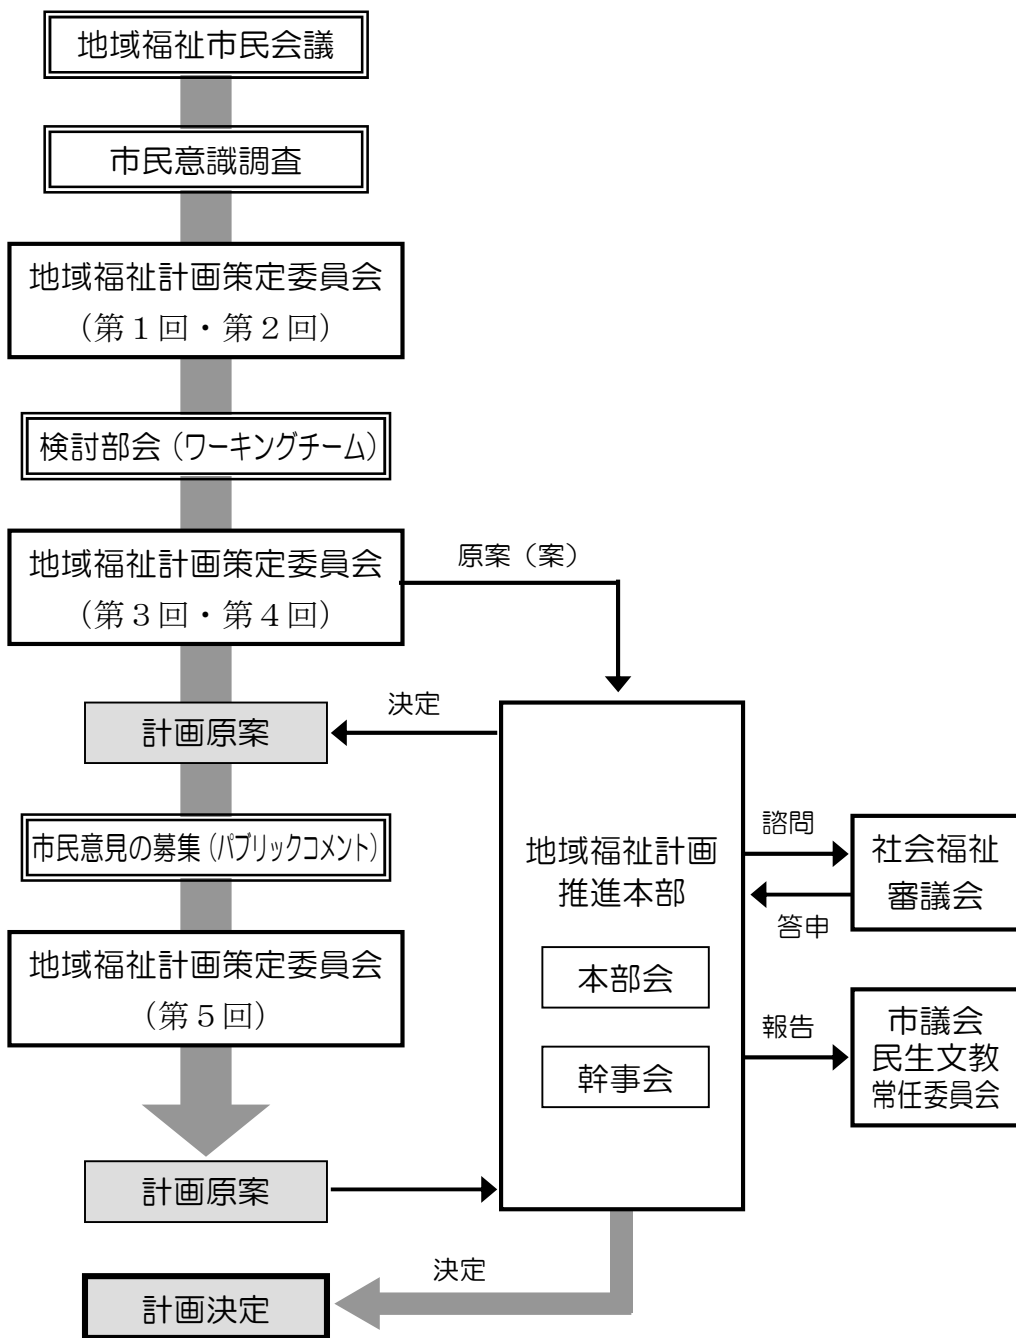 地域福祉市民会議
市民意識調査
地域福祉計画策定委員会
（第１回・第２回）
検討部会（ワーキングチーム）
地域福祉計画策定委員会
（第３回・第４回）
原案（案）
決定
計画原案
市民意見の募集（パブリックコメント）
地域福祉計画策定委員会
（第５回）
計画原案
地域福祉計画
推進本部
本部会
幹事会
諮問
答申
社会福祉
審議会
報告
市議会
民生文教
常任委員会
決定
計画決定